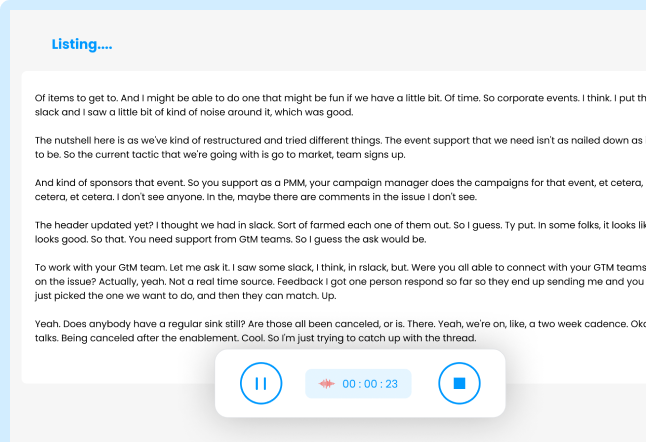 Listing....
Of items to get to. And I might be able to do one that might be fun if we have a little bit. Of time. So corporate events. I think. I put
slack and I saw a little bit of kind of noise around it, which was good.
The nutshell here is as we've kind of restructured and tried different things. The event support that we need isn't as nailed down as
to be. So the current tactic that we're going with is go to market, team signs up.
And kind of sponsors that event. So you support as a PMM, your campaign manager does the campaigns for that event, et cetera,
cetera, et cetera. I don't see anyone. In the, maybe there are comments in the issue I don't see.
The header updated yet? I thought we had in slack. Sort of farmed each one of them out. So I guess. Ty put. In some folks, it looks
looks good. So that. You need support from GtM teams. So I guess the ask would be.
To work with your GtM team. Let me ask it. I saw some slack, I think, in rslack, but. Were you all able to connect with your GTM teams
on the issue? Actually, yeah. Not a real time source. Feedback I got one person respond so far so they end up sending me and you
just picked the one we want to do, and then they can match. Up.
Yeah. Does anybody have a regular sink still? Are those all been canceled, or is. There. Yeah, we're on, like, a two week cadence.
talks. Being canceled after the enablement. Cool. So I'm just trying to catch up with the thread.
00 : 00 : 23